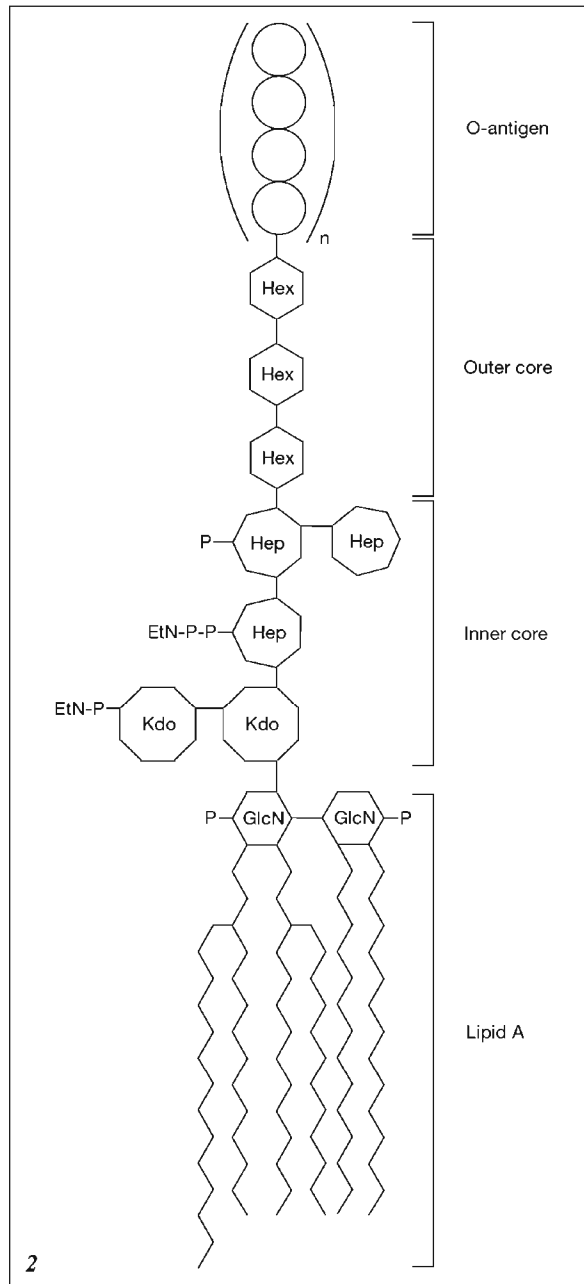 O-antigen
n
Hex
Hex
Outer core
Hex
P Hep Hep
EtN-P-P Hep
Inner core
EtN-P Kdo Kdo
P GlcN GlcN P
Lipid A
2